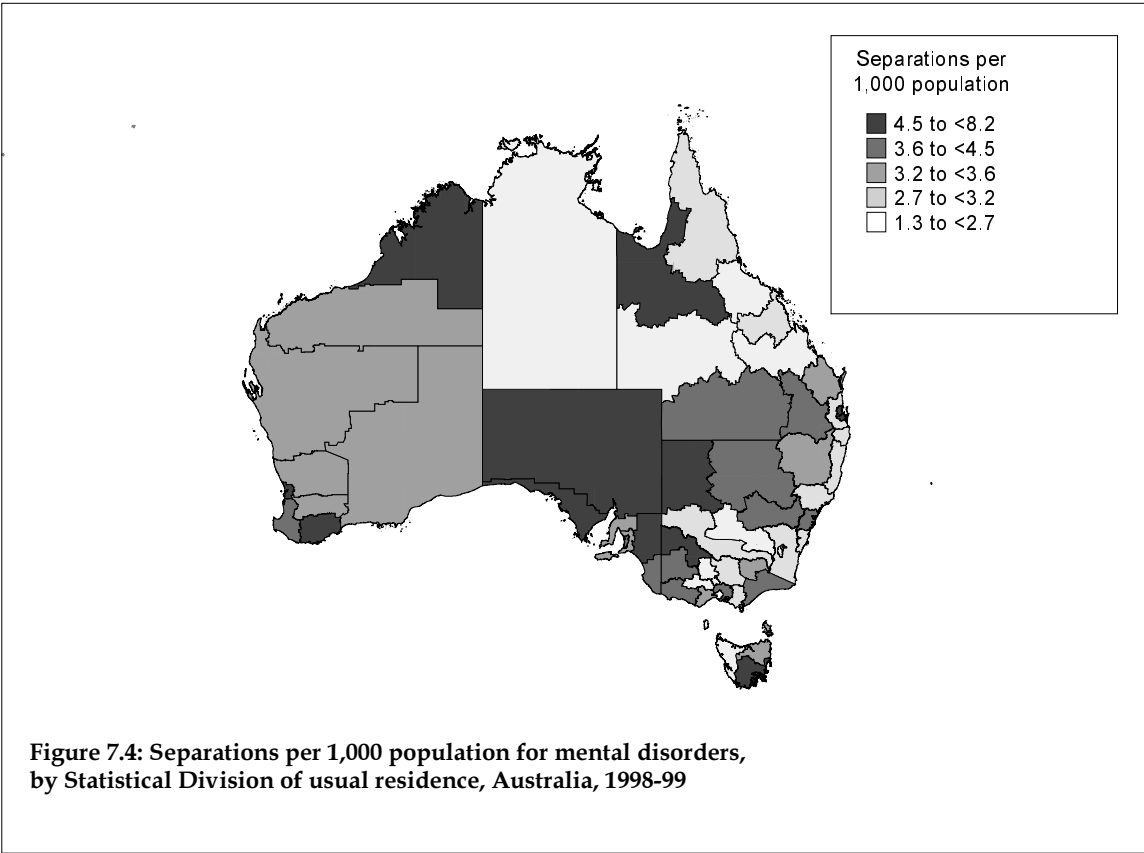 Separations per
1,000 population
4.5 to <8.2
3.6 to <4.5
3.2 to <3.6
2.7 to <3.2
1.3 to <2.7
Figure 7.4: Separations per 1,000 population for mental disorders,
by Statistical Division of usual residence, Australia, 1998-99